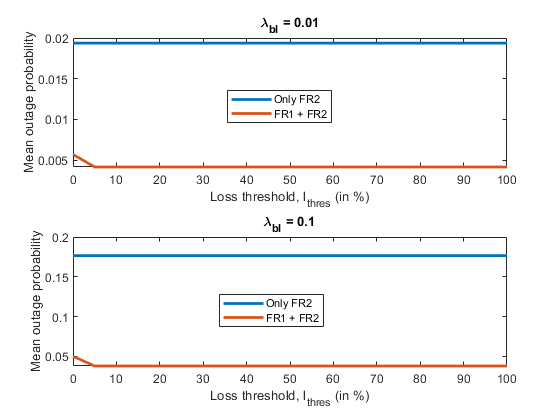 λbl = 0.01
Mean outage probability
0.02
0.015
0.01
0.005
Only FR2
FR1 + FR2
0 10 20 30 40 50 60 70 80 90 100
Loss threshold, lthres (in %)
λbl = 0.1
Mean outage probability
0.2
0.15
0.1
0.05
Only FR2
FR1 + FR2
0 10 20 30 40 50 60 70 80 90 100
Loss threshold, lthres (in %)